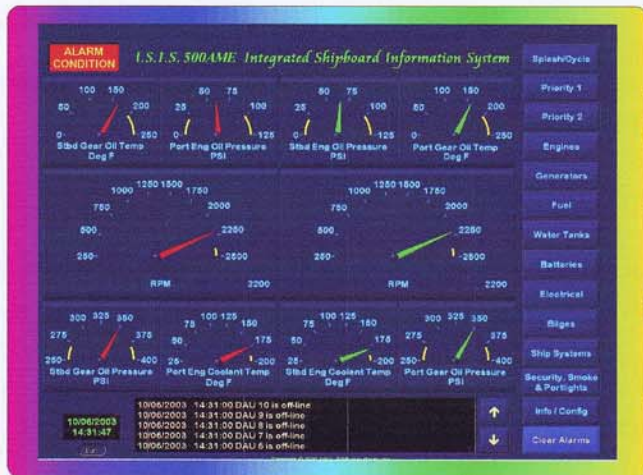 ALARM CONDITION
I.S.I.S. 500AME Integrated Shipboard Information System
Splash/Cycle
Priority 1
Priority 2
Engines
Generators
Fuel
Water Tanks
Batteries
Electrical
Bilges
Ship Systems
Security, Smoke & Portlights
Info / Config
Clear Alarms
0 50 100 150 200 250
Stbd Gear Oil Temp
Deg F
0 25 50 75 100 125
Port Eng Oil Pressure
PSI
0 25 50 75 100 125
Stbd Eng Oil Pressure
PSI
0 50 100 150 200 250
Port Gear Oil Temp
Deg F
250 500 750 1000 1250 1500 1750 2000 2250 2500
RPM 2200
250 500 750 1000 1250 1500 1750 2000 2250 2500
RPM 2200
250 275 300 325 350 375 400
Stbd Gear Oil Pressure
PSI
25 50 75 100 125 150 175 200
Port Eng Coolant Temp
Deg F
25 50 75 100 125 150 175 200
Stbd Eng Coolant Temp
Deg F
250 275 300 325 350 375 400
Port Gear Oil Pressure
PSI
10/06/2003
14:31:47
10/06/2003 14:31:00 DAU 10 is off-line
10/06/2003 14:31:00 DAU 9 is off-line
10/06/2003 14:31:00 DAU 8 is off-line
10/06/2003 14:31:00 DAU 7 is off-line
10/06/2003 14:31:00 DAU 6 is off-line